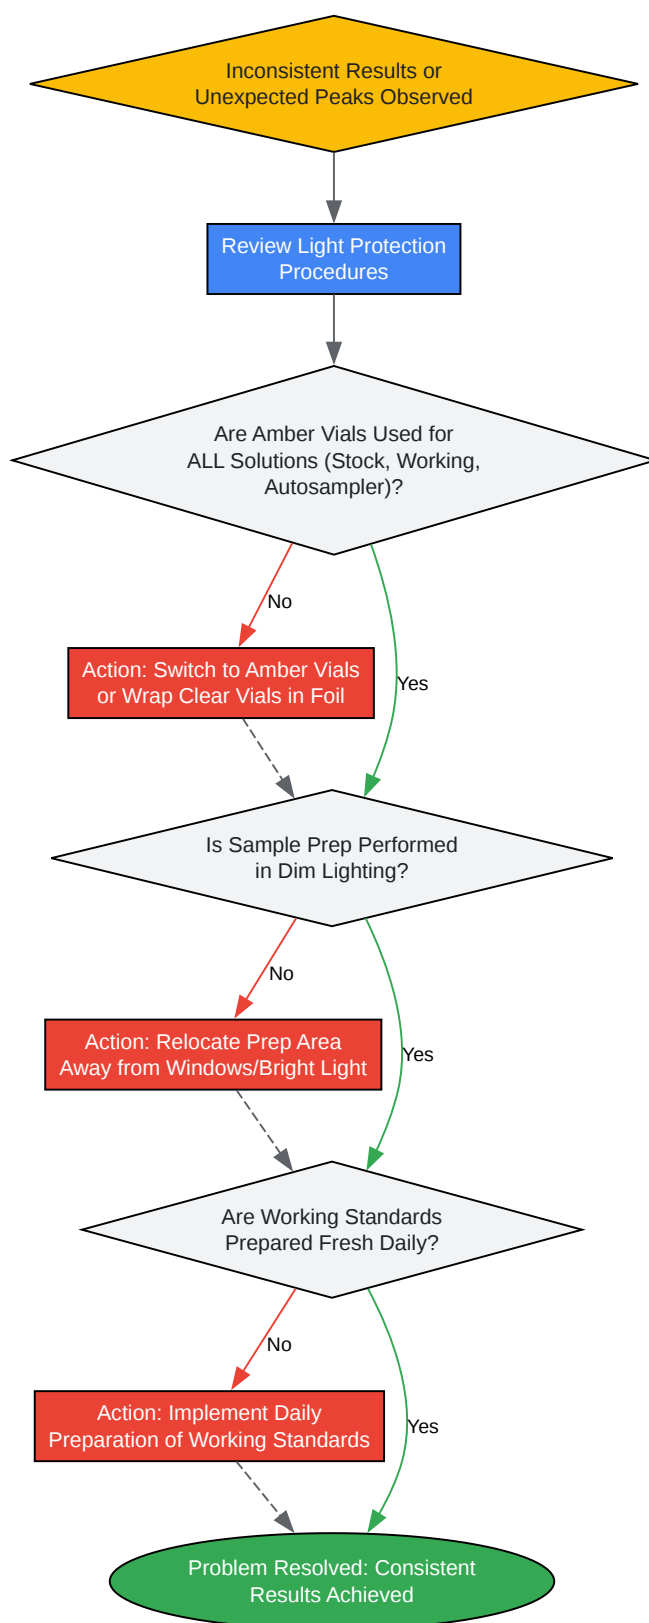 Inconsistent Results or
Unexpected Peaks Observed
Review Light Protection
Procedures
Are Amber Vials Used for
ALL Solutions (Stock, Working,
Autosampler)?
No
Action: Switch to Amber Vials
or Wrap Clear Vials in Foil
Yes
Is Sample Prep Performed
in Dim Lighting?
No
Action: Relocate Prep Area
Away from Windows/Bright Light
Yes
Are Working Standards
Prepared Fresh Daily?
No
Action: Implement Daily
Preparation of Working Standards
Yes
Problem Resolved: Consistent
Results Achieved